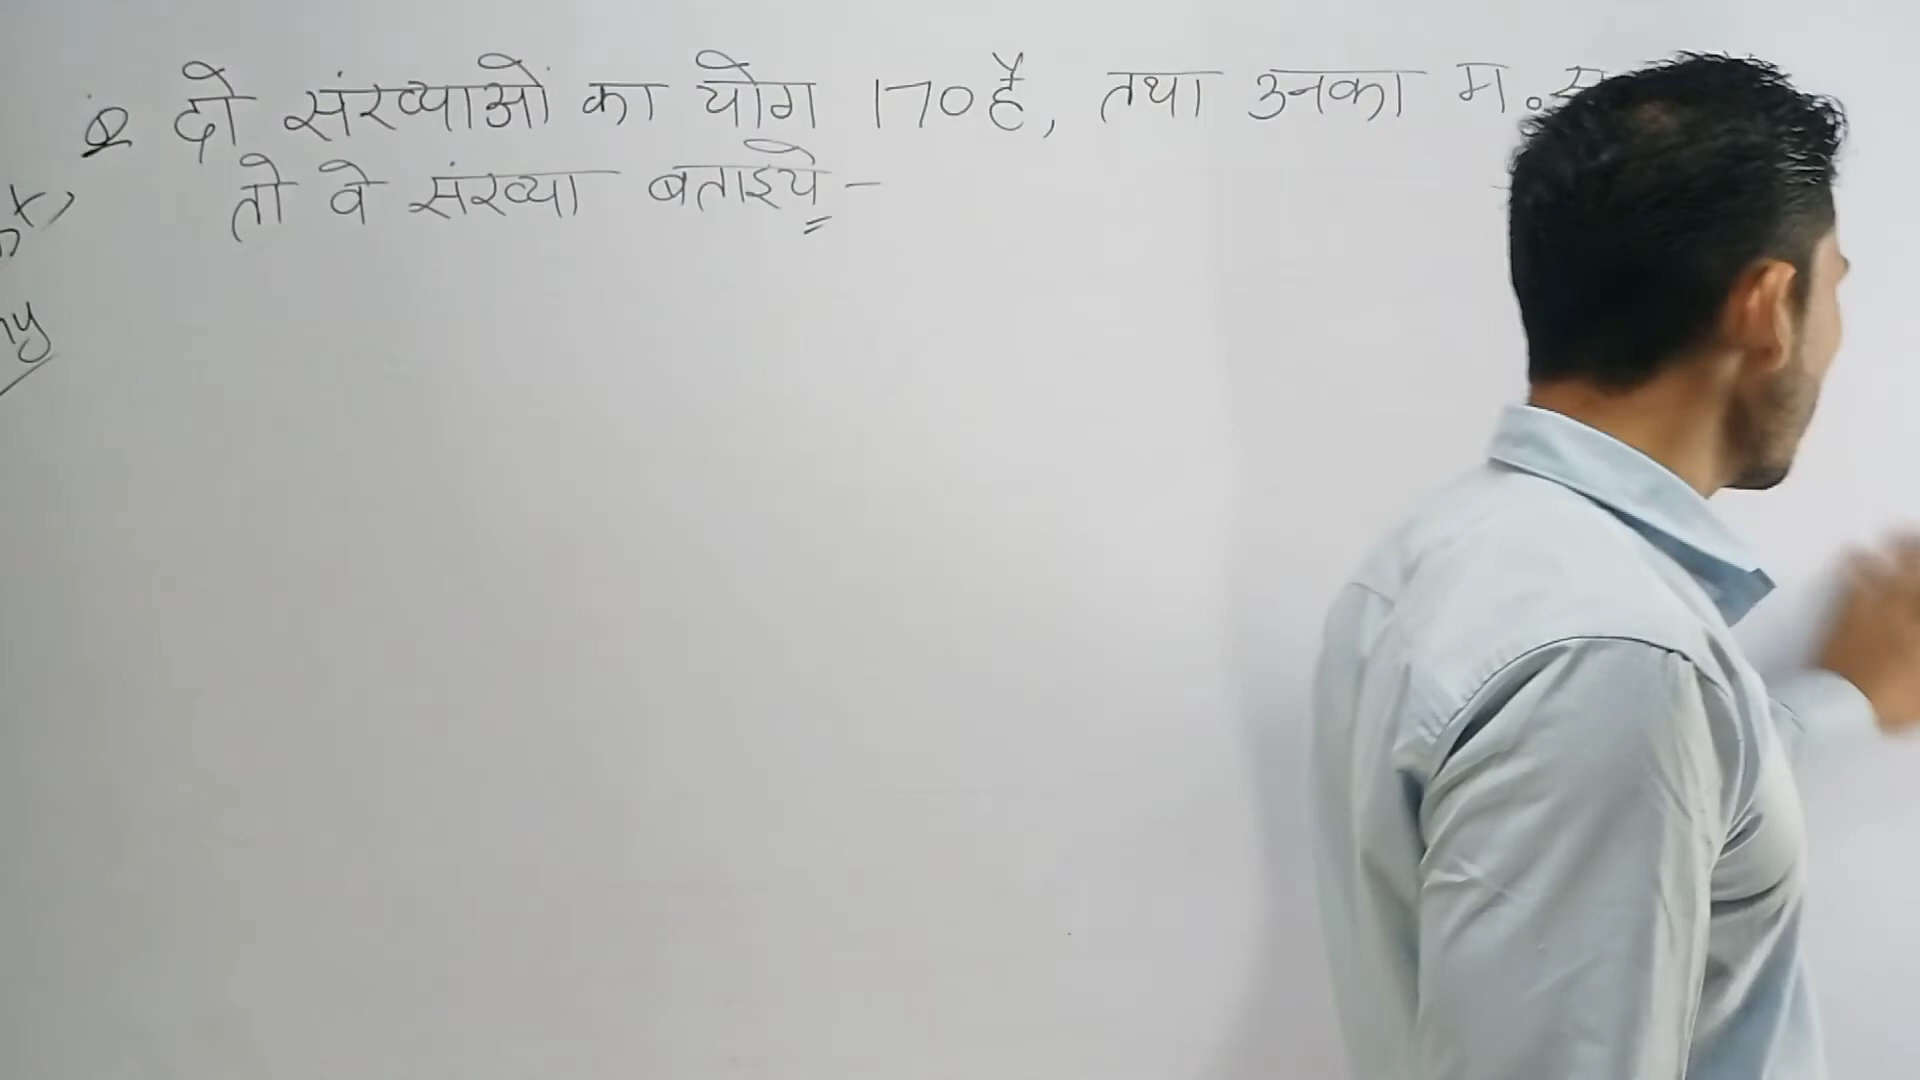 Q दो संख्याओं का योग 170 है, तथा उनका म.स
तो वे संख्या बताइये -